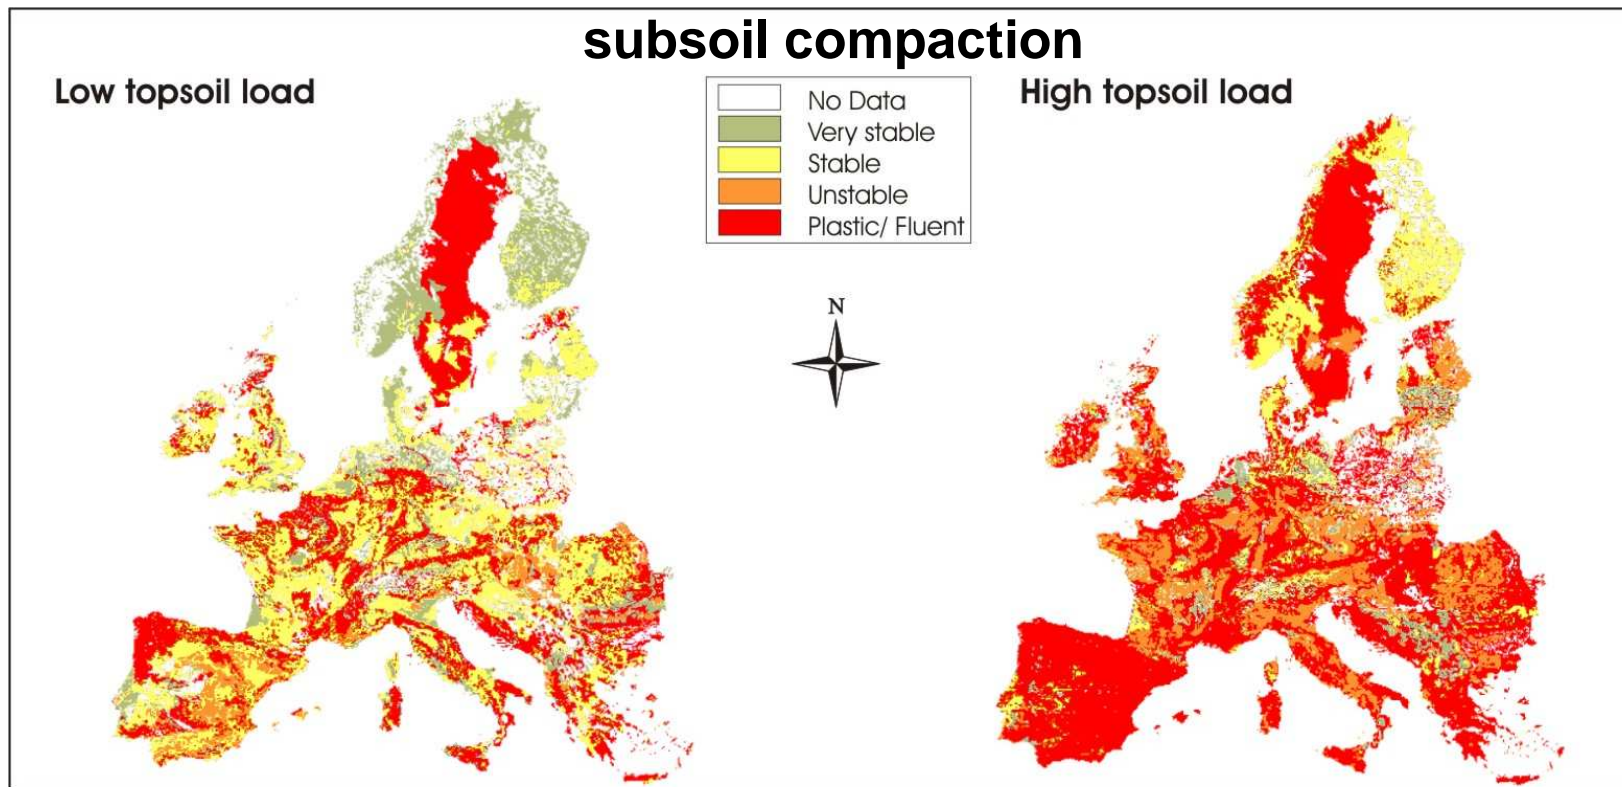 subsoil compaction
Low topsoil load
High topsoil load
No Data
Very stable
Stable
Unstable
Plastic/ Fluent
N